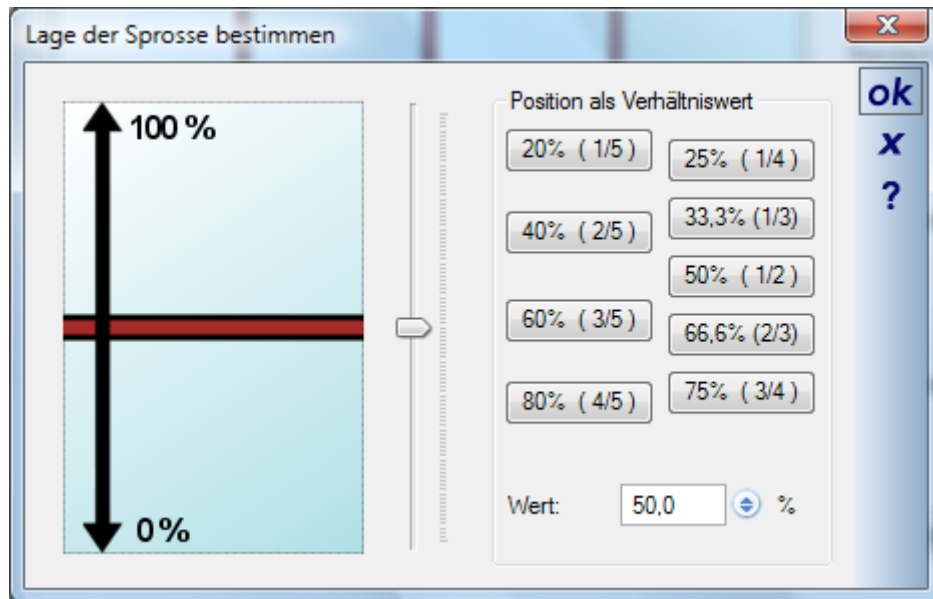 Lage der Sprosse bestimmen
100 %
0 %
Position als Verhältniswert
20% ( 1/5 )
25% ( 1/4 )
40% ( 2/5 )
33,3% (1/3)
50% ( 1/2 )
60% ( 3/5 )
66,6% (2/3)
80% ( 4/5 )
75% ( 3/4 )
Wert: 50,0 %
ok
x
?